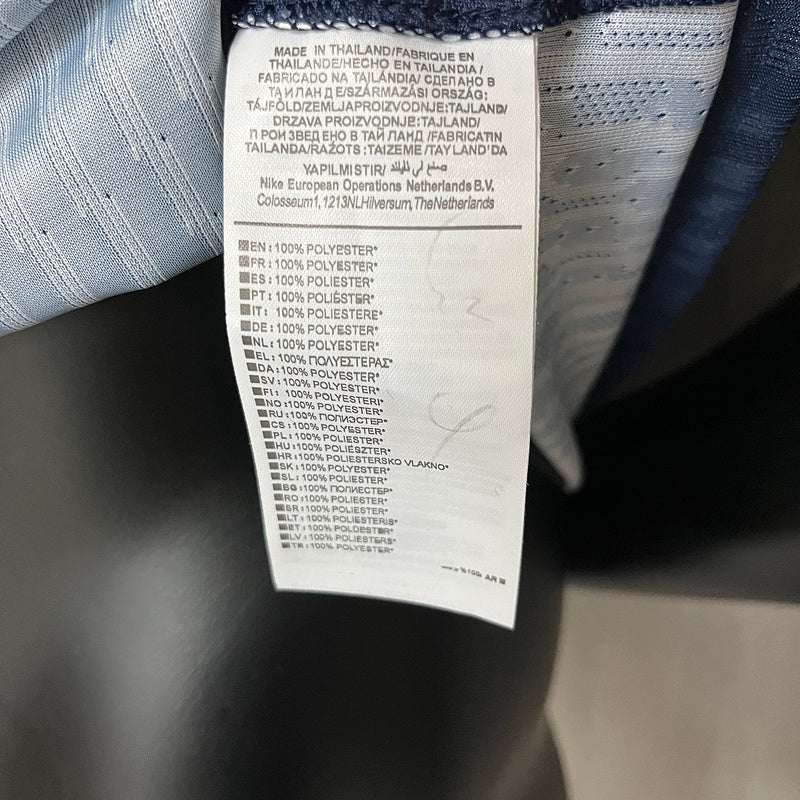 MADE IN THAILAND/FABRIQUE EN
THAILANDE/HECHO EN TAILANDIA /
FABRICADO NA TAILÂNDIA/ СДЕЛАНО В
ТАИЛАНДЕ/SZÁRMAZÁSI ORSZÁG:
TÁJFÖLD/ZEMLJAPROIZVODNJE:TAJLAND/
DRZAVA PROIZVODNJE:TAJLAND/
ПРОИЗВЕДЕНО В ТАЙЛАНД /FABRICATIN
TAILANDA/RAŽOTS : TAIZEME /TAYLAND'DA
YAPILMISTIR/
Nike European Operations Netherlands B.V.
Colosseum1,1213NLHilversum,TheNetherlands
EN : 100% POLYESTER*
FR : 100% POLYESTER*
ES : 100% POLIESTER*
PT : 100% POLIÉSTER*
IT : 100% POLIESTERE*
DE : 100% POLYESTER*
NL : 100% POLYESTER*
EL : 100% ΠΟΛΥΕΣΤΕΡΑΣ*
DA : 100% POLYESTER*
SV : 100% POLYESTER*
FI : 100% POLYESTERI*
NO : 100% POLYESTER*
RU : 100% ПОЛИЭСТЕР*
CS : 100% POLYESTER*
PL : 100% POLIESTER*
HU : 100% POLIÉSZTER*
HR : 100% POLIESTERSKO VLAKNO*
SK : 100% POLYESTER*
SL : 100% POLIESTER*
BG : 100% ПОЛИЕСТЕР*
RO : 100% POLIESTER*
SR : 100% POLIESTER*
LT : 100% POLIESTERIS*
ET : 100% POLÜESTER*
LV : 100% POLIESTERS*
TR : 100% POLYESTER*
%100: AR